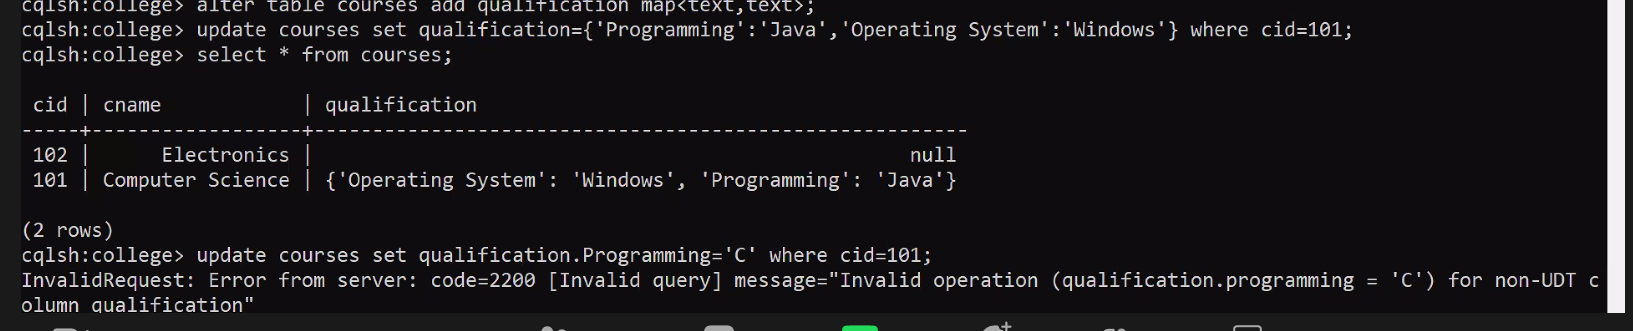 cqlsh:college> alter table courses add qualification map<text,text>;
cqlsh:college> update courses set qualification={'Programming':'Java','Operating System':'Windows'} where cid=101;
cqlsh:college> select * from courses;
 cid | cname            | qualification
-----+------------------+--------------------------------------------------------
 102 |      Electronics |                                                   null
 101 | Computer Science | {'Operating System': 'Windows', 'Programming': 'Java'}
(2 rows)
cqlsh:college> update courses set qualification.Programming='C' where cid=101;
InvalidRequest: Error from server: code=2200 [Invalid query] message="Invalid operation (qualification.programming = 'C') for non-UDT c
olumn qualification"